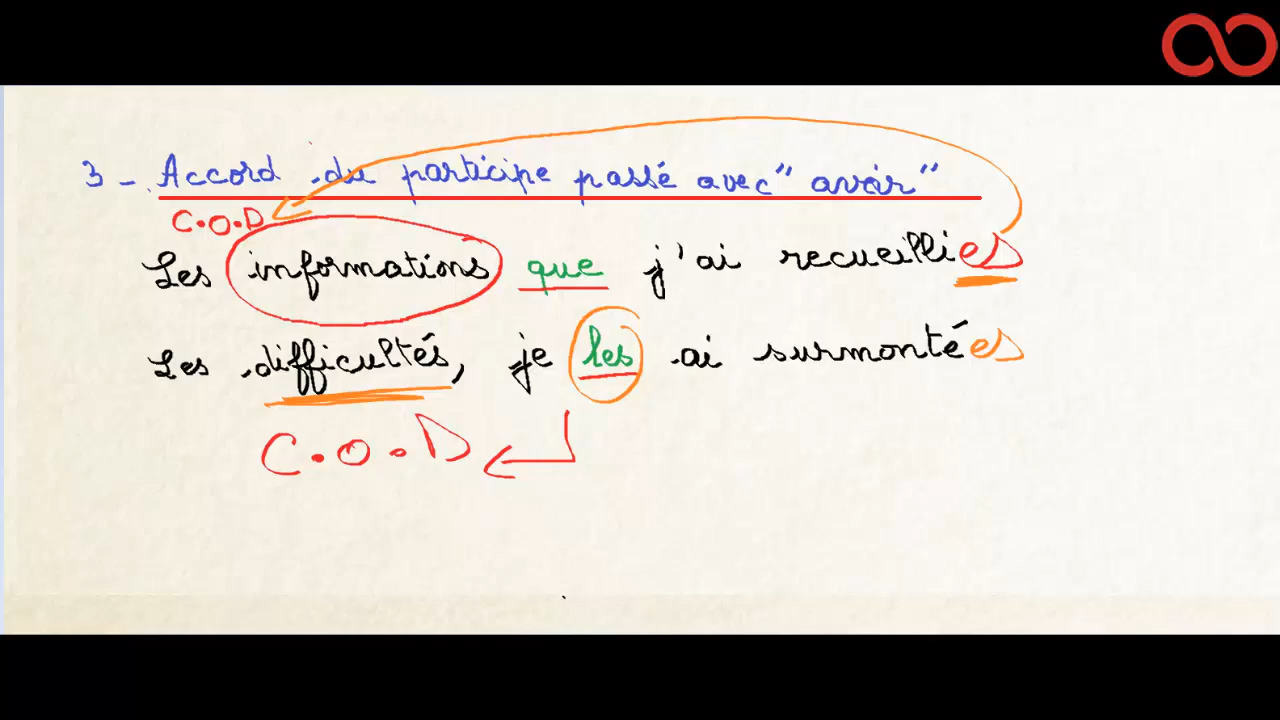 3 - Accord du participe passé avec "avoir"
C.O.D
Les informations que j'ai recueillies
Les difficultés, je les ai surmontées
C.O.D